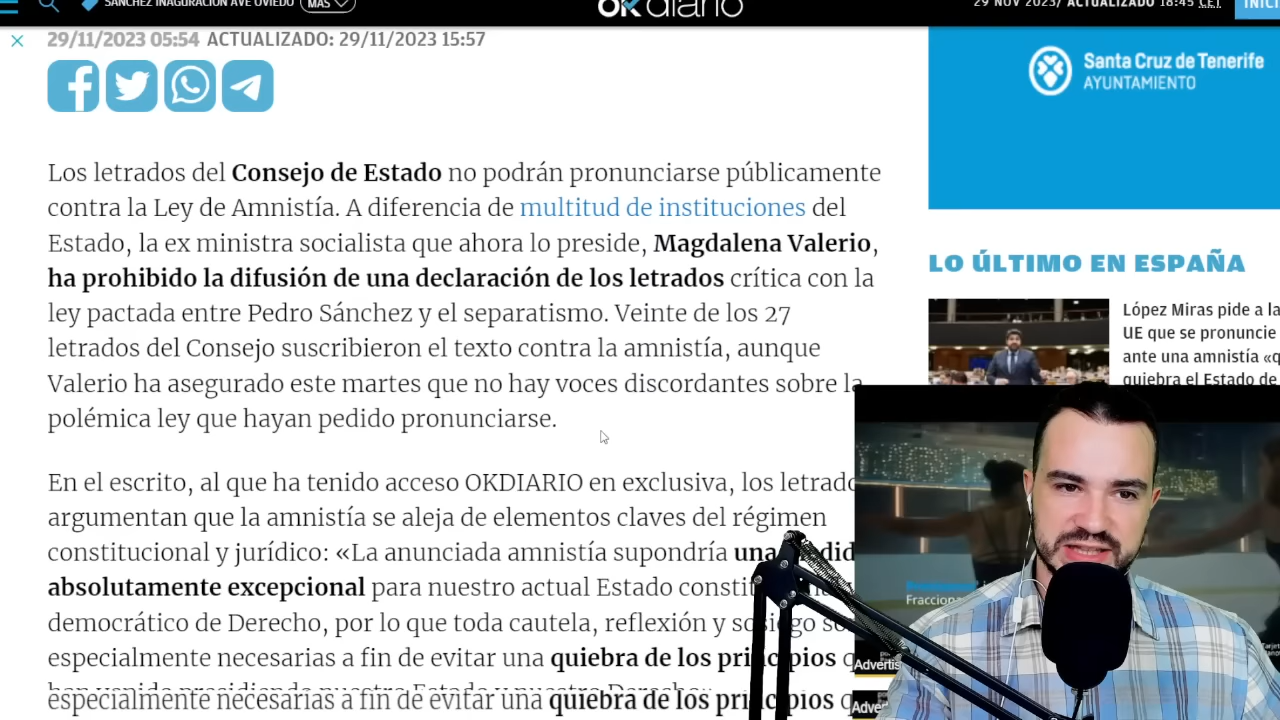 SÁNCHEZ INAGURACIÓN AVE OVIEDO
MÁS
okdiario
29 NOV 2023/ ACTUALIZADO 18:45 CET
INICI
29/11/2023 05:54 ACTUALIZADO: 29/11/2023 15:57
Santa Cruz de Tenerife
AYUNTAMIENTO
Los letrados del Consejo de Estado no podrán pronunciarse públicamente
contra la Ley de Amnistía. A diferencia de multitud de instituciones del
Estado, la ex ministra socialista que ahora lo preside, Magdalena Valerio,
ha prohibido la difusión de una declaración de los letrados crítica con la
ley pactada entre Pedro Sánchez y el separatismo. Veinte de los 27
letrados del Consejo suscribieron el texto contra la amnistía, aunque
Valerio ha asegurado este martes que no hay voces discordantes sobre la
polémica ley que hayan pedido pronunciarse.
En el escrito, al que ha tenido acceso OKDIARIO en exclusiva, los letrado
argumentan que la amnistía se aleja de elementos claves del régimen
constitucional y jurídico: «La anunciada amnistía supondría una
absolutamente excepcional para nuestro actual Estado
democrático de Derecho, por lo que toda cautela, reflexión y sosiego
especialmente necesarias a fin de evitar una quiebra de los principios q
especialmente necesarias a fin de evitar una quiebra de los principios q
LO ÚLTIMO EN ESPAÑA
López Miras pide a la
UE que se pronuncie
ante una amnistía «q
quiebra el Estado de
Fracciona
Advertis
Adver